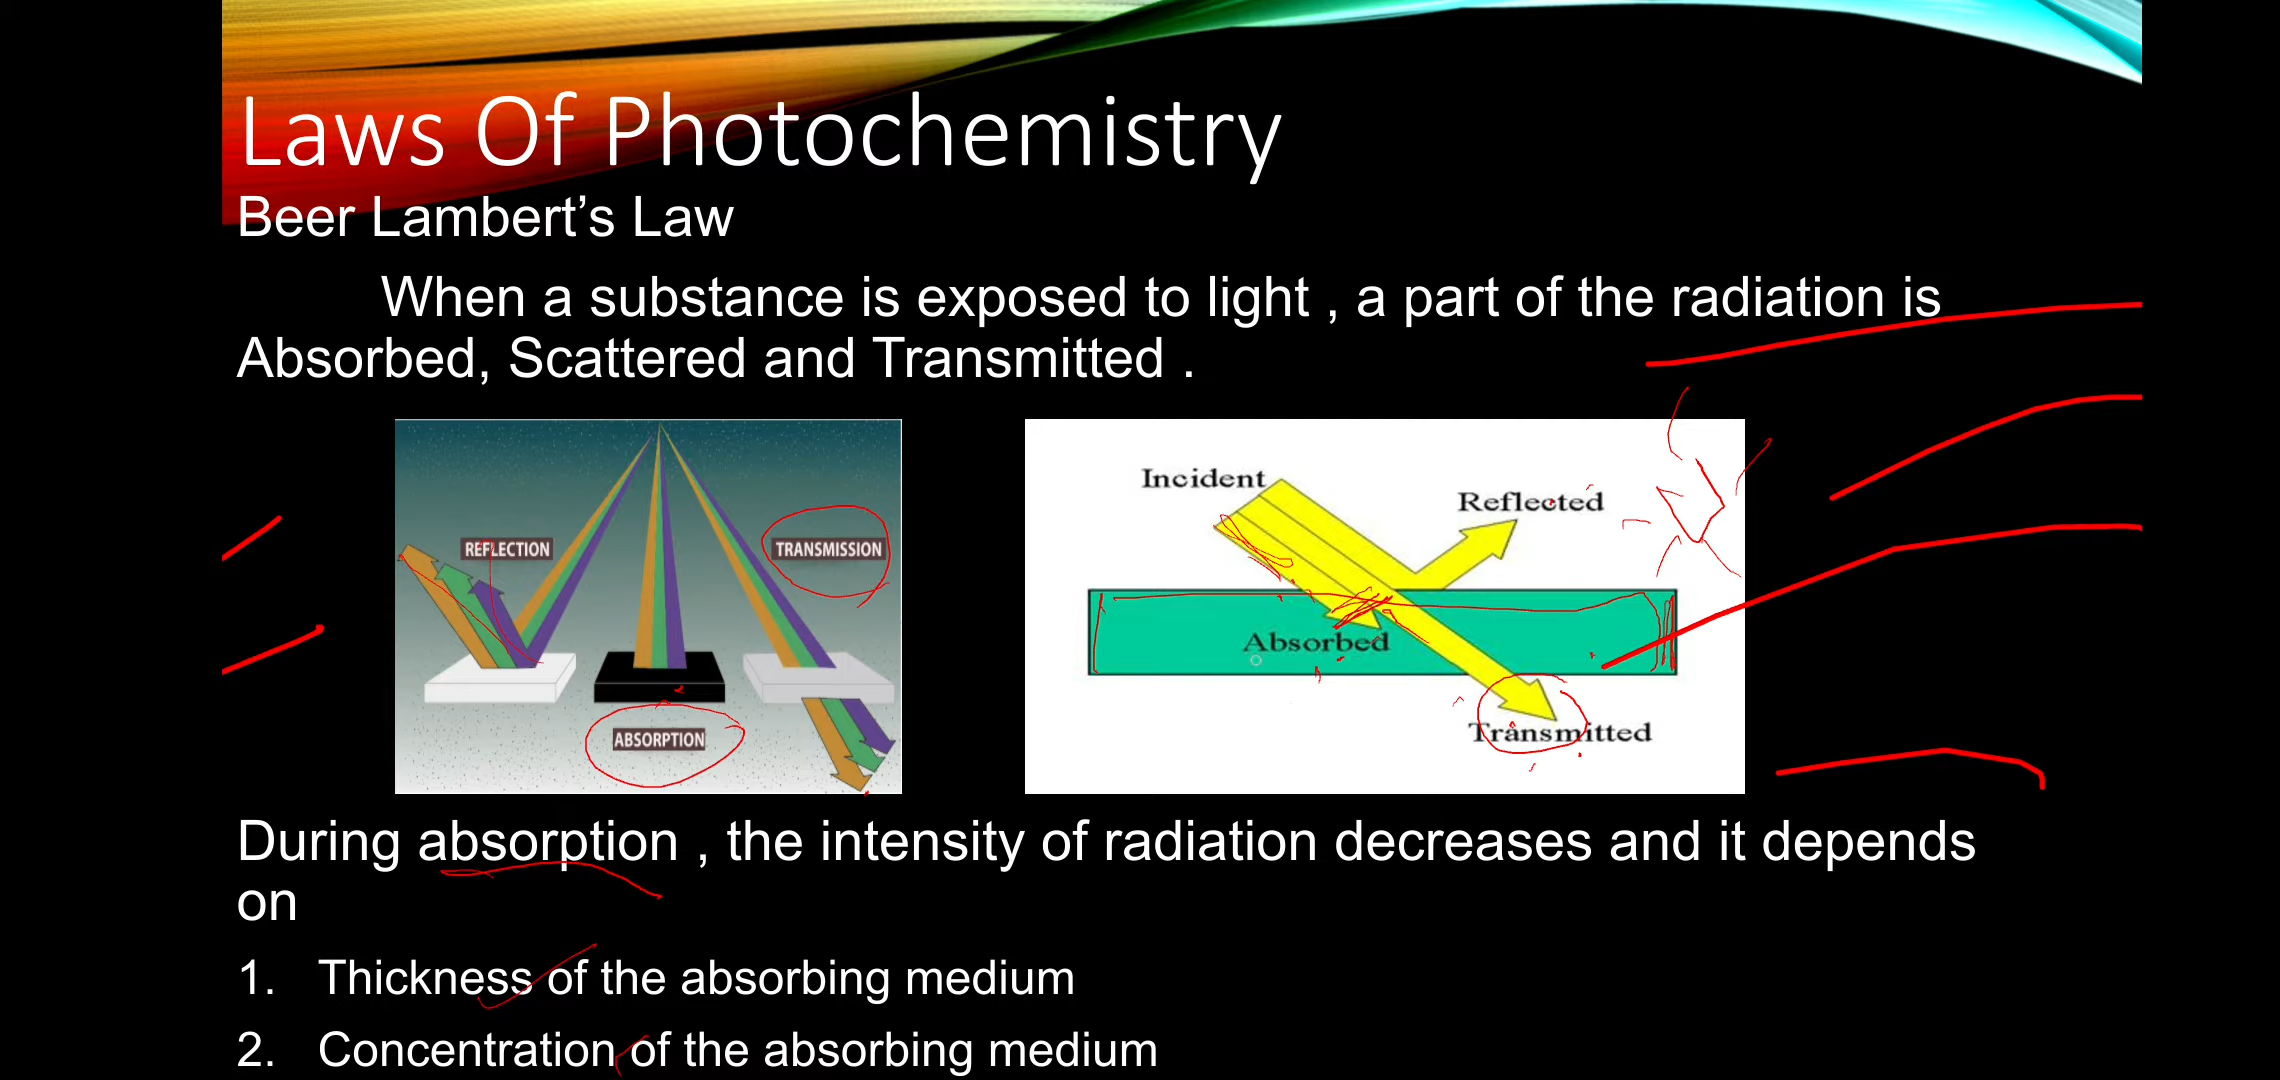 Laws Of Photochemistry
Beer Lambert’s Law
When a substance is exposed to light , a part of the radiation is
Absorbed, Scattered and Transmitted .
REFLECTION
TRANSMISSION
ABSORPTION
Incident
Reflected
Absorbed
Transmitted
During absorption , the intensity of radiation decreases and it depends
on
1. Thickness of the absorbing medium
2. Concentration of the absorbing medium